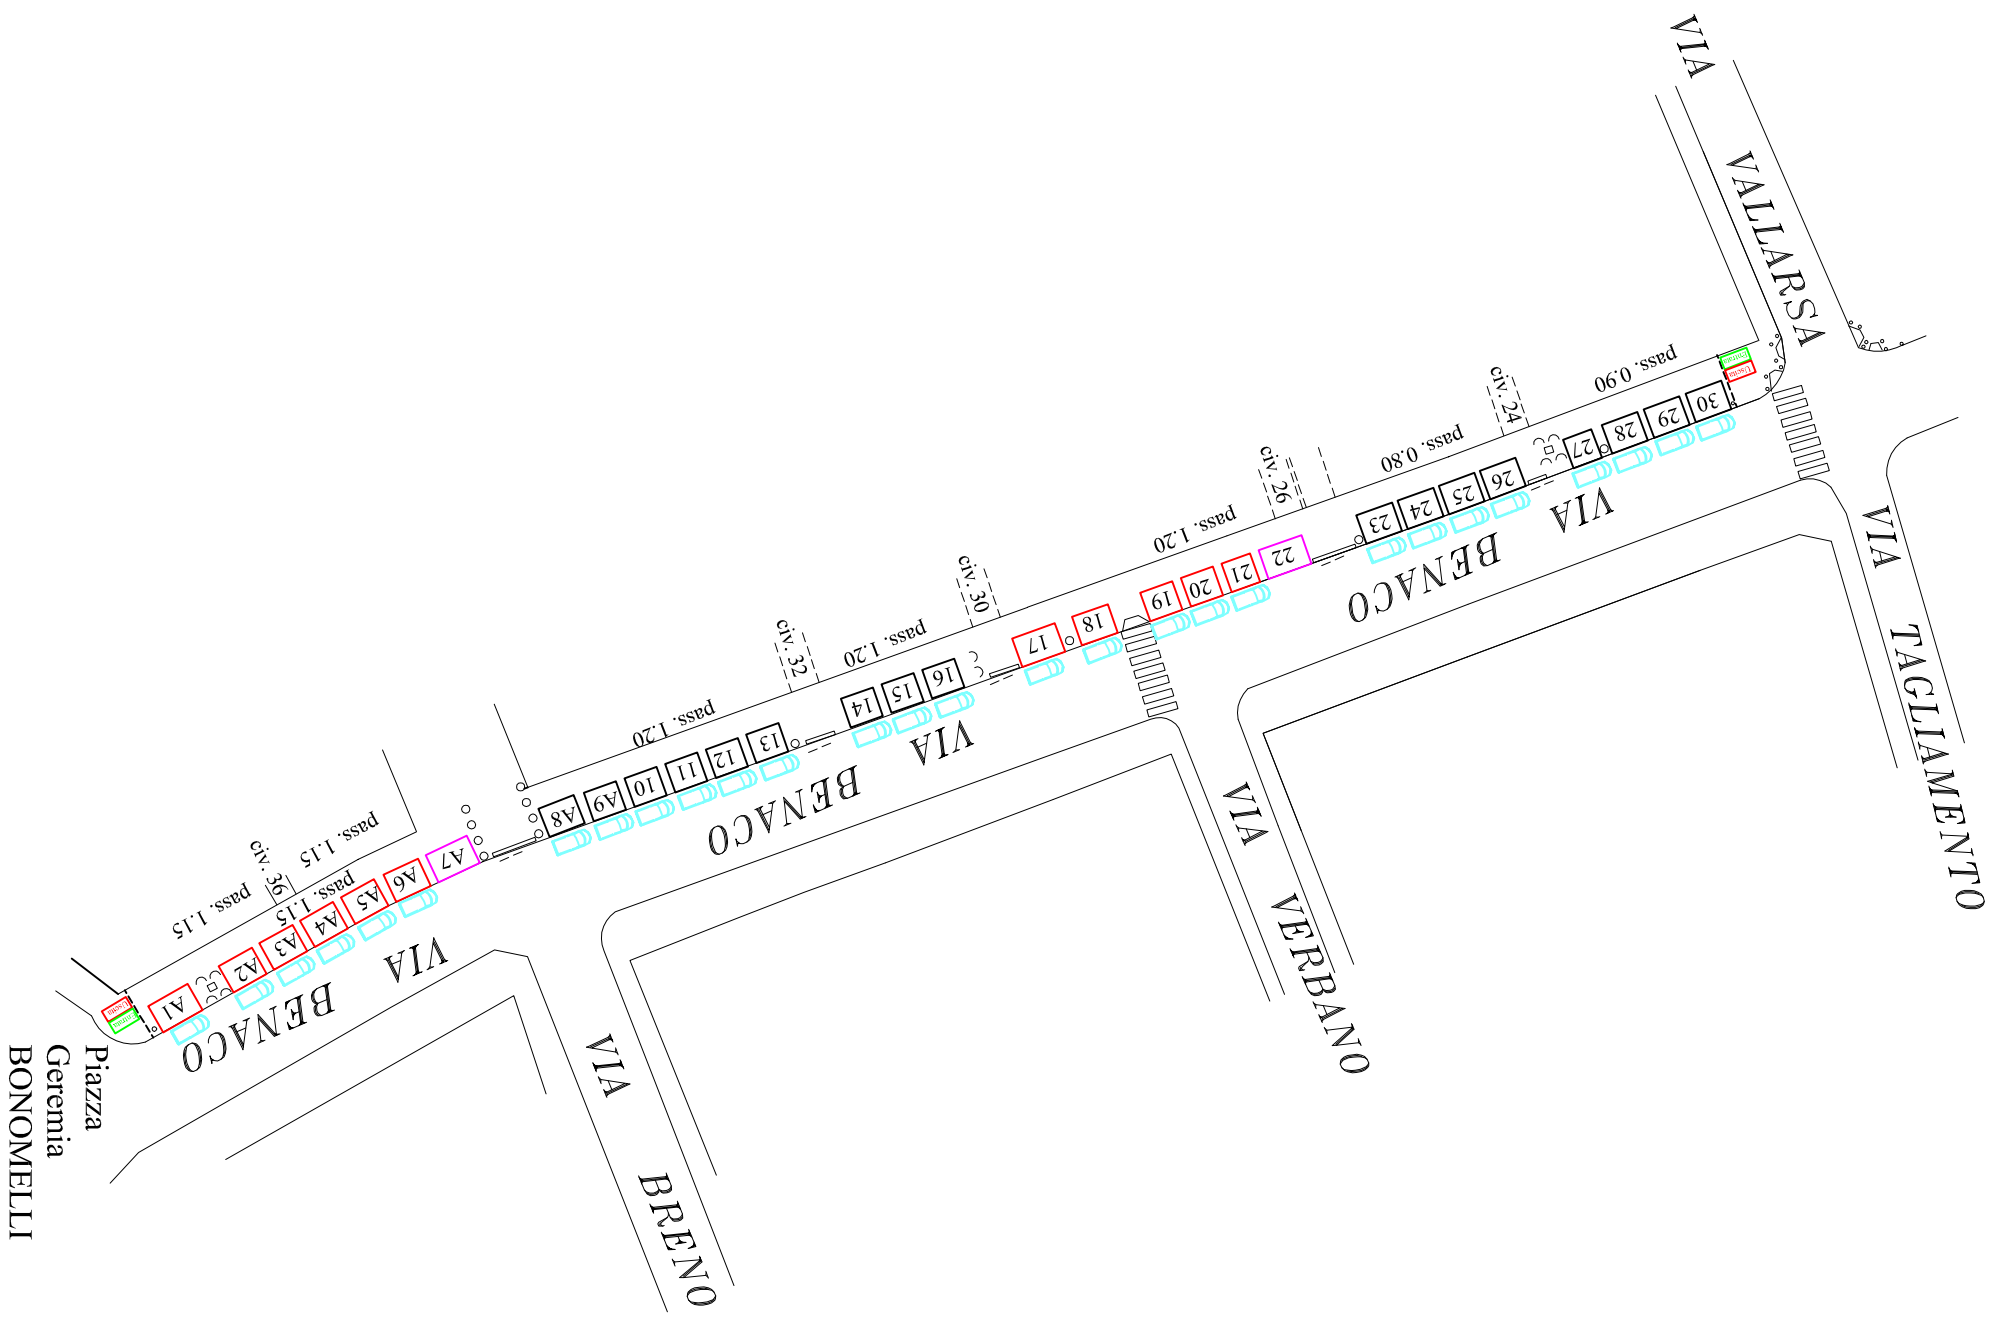 VIA VALLARSA
pass. 0.90
Entrata
Uscita
civ. 24
30
29
28
27
VIA BENACO
pass. 0.80
26
25
24
23
VIA TAGLIAMENTO
civ. 26
pass. 1.20
22
21
20
19
18
17
civ. 30
VIA BENACO
VIA VERBANO
pass. 1.20
16
15
14
civ. 32
pass. 1.20
13
12
11
10
A9
A8
VIA BENACO
VIA BRENO
pass. 1.15
civ. 36
pass. 1.15
pass. 1.15
A7
A6
A5
A4
A3
A2
A1
Uscita
Entrata
Piazza
Geremia
BONOMELLI